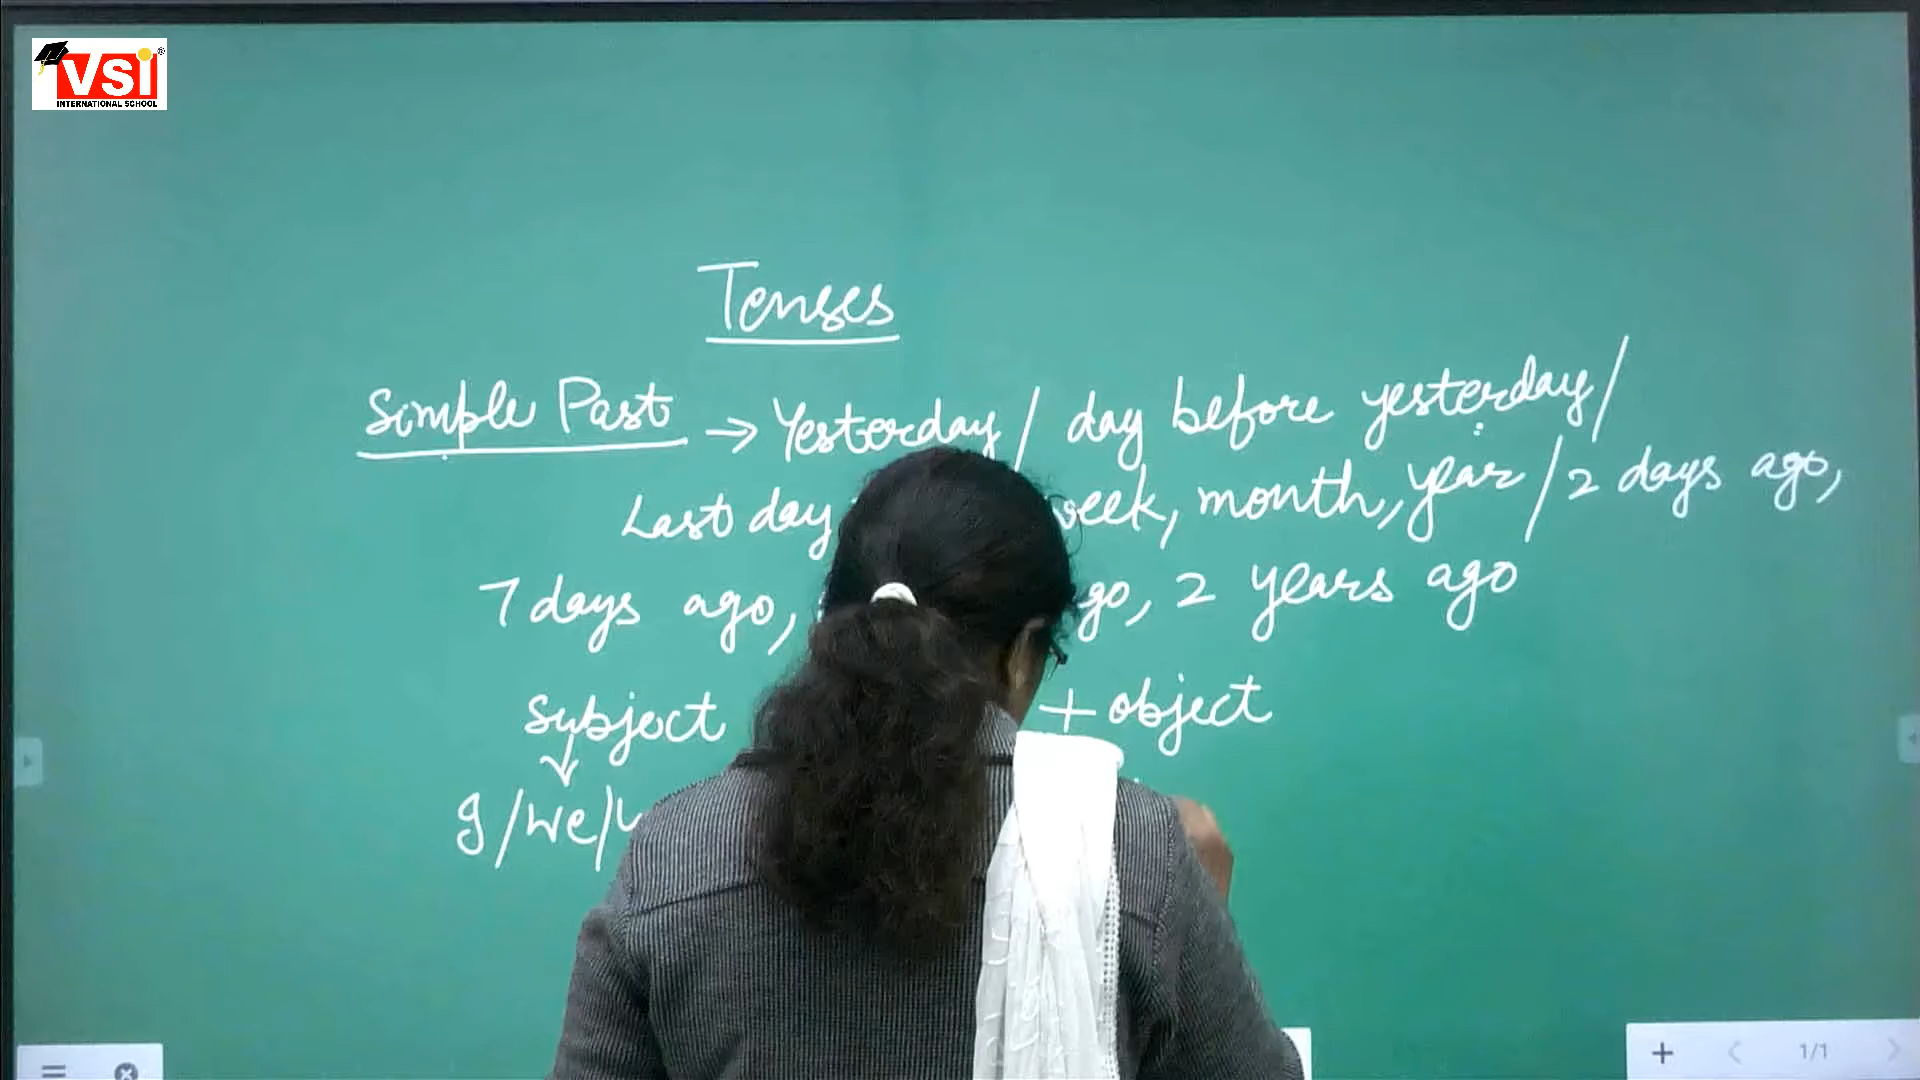 VSI
INTERNATIONAL SCHOOL
Tenses
Simple Past → Yesterday / day before yesterday /
Last day week, month, year / 2 days ago,
7 days ago, go, 2 years ago
subject + object
I / we /
1/1